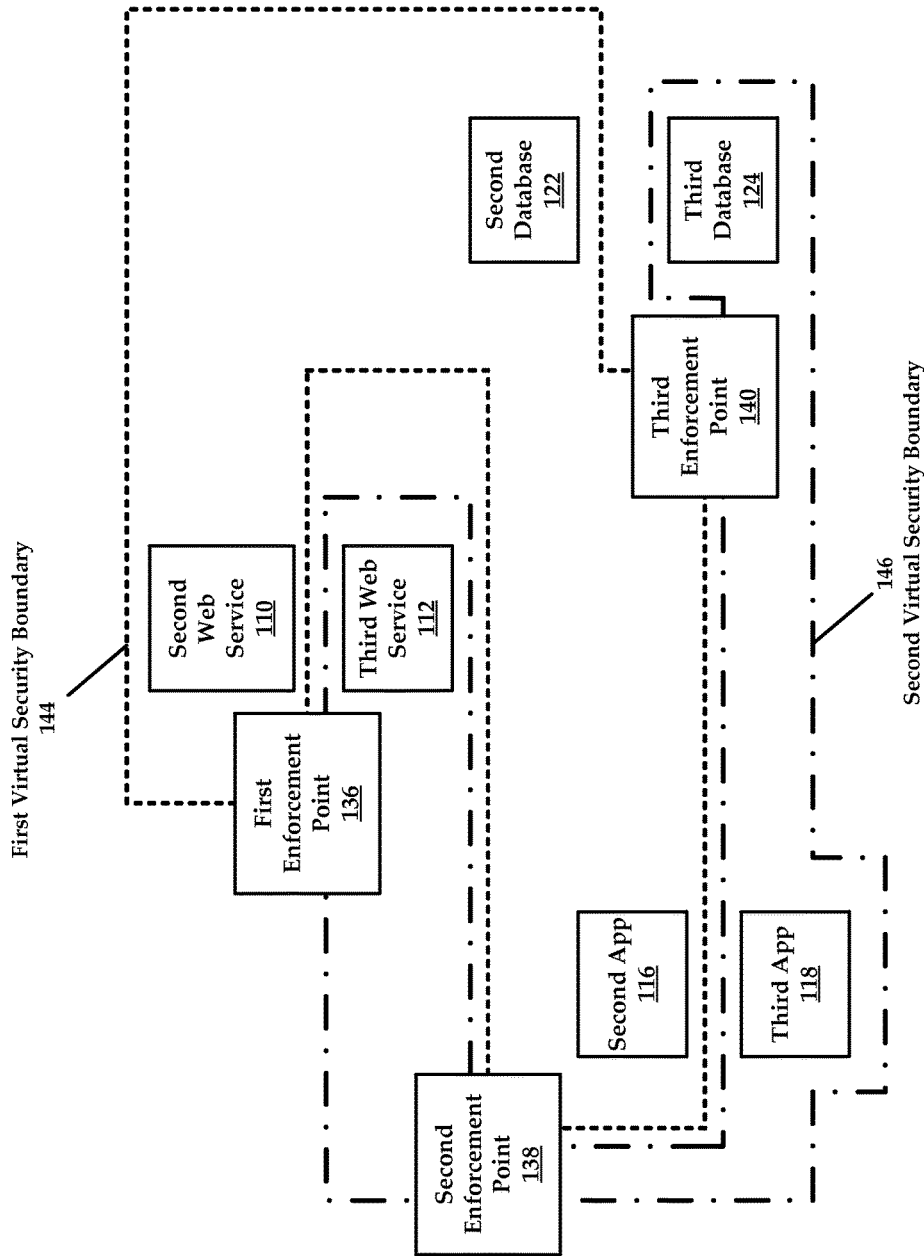 First Virtual Security Boundary
144
Second
Web
Service
110
Third Web
Service
112
First
Enforcement
Point
136
Second
Database
122
Third
Database
124
Third
Enforcement
Point
140
Second App
116
Third App
118
Second
Enforcement
Point
138
146
Second Virtual Security Boundary